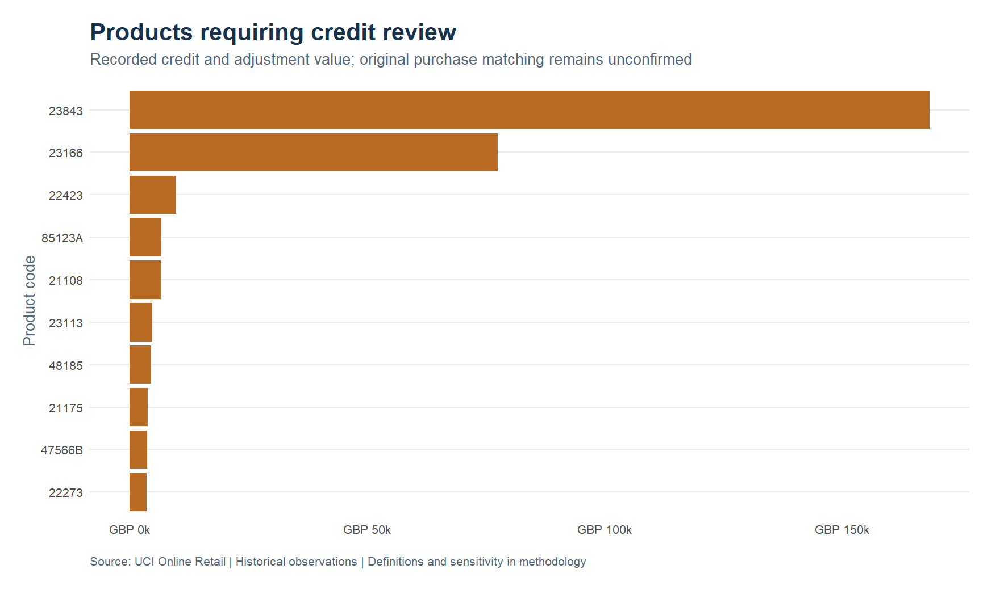 Products requiring credit review
Recorded credit and adjustment value; original purchase matching remains unconfirmed
Product code
23843
23166
22423
85123A
21108
23113
48185
21175
47566B
22273
GBP 0k GBP 50k GBP 100k GBP 150k
Source: UCI Online Retail | Historical observations | Definitions and sensitivity in methodology